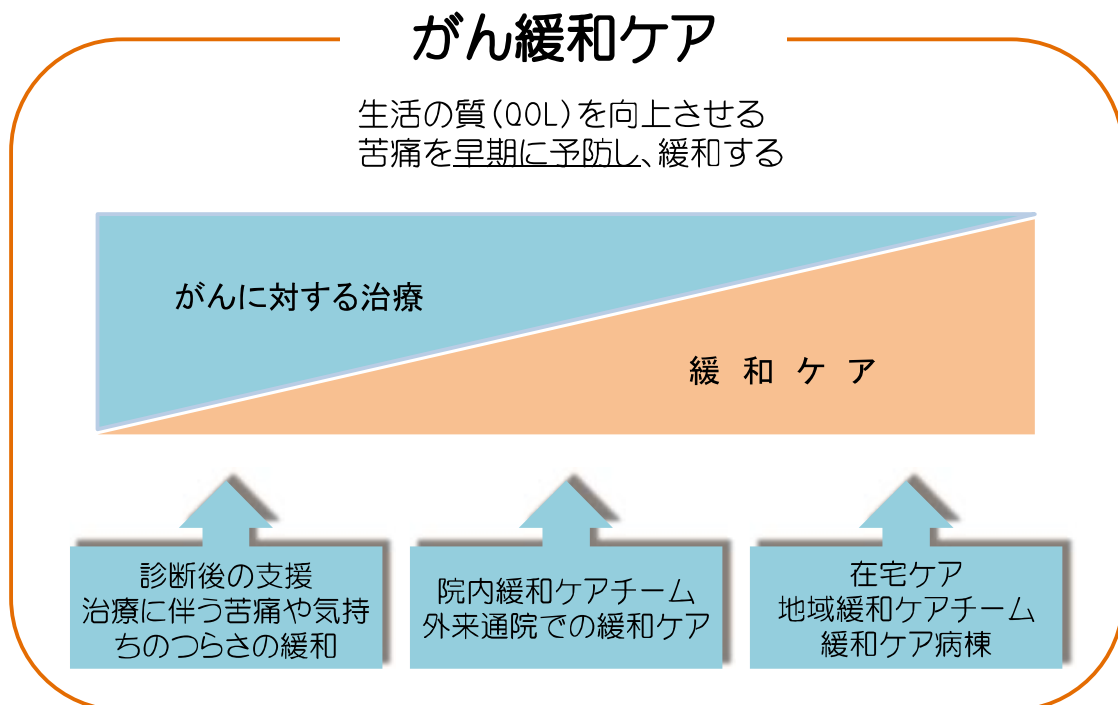 がん緩和ケア
生活の質(QOL)を向上させる
苦痛を早期に予防し、緩和する
がんに対する治療
緩和ケア
診断後の支援
治療に伴う苦痛や気持
ちのつらさの緩和
院内緩和ケアチーム
外来通院での緩和ケア
在宅ケア
地域緩和ケアチーム
緩和ケア病棟